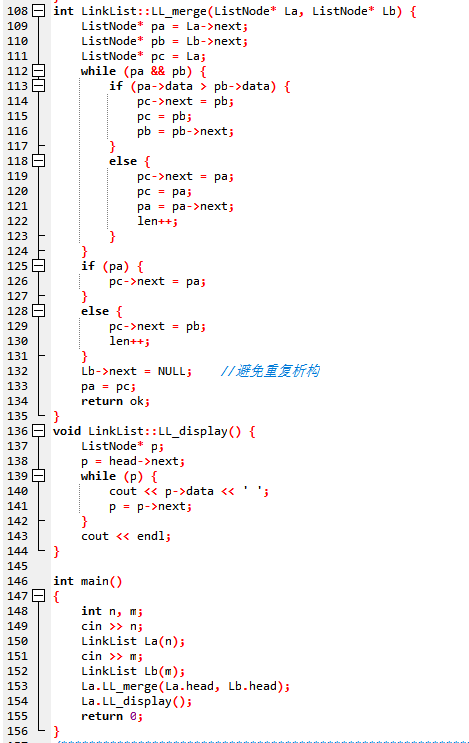 108 int LinkList::LL_merge(ListNode* La, ListNode* Lb) {
109     ListNode* pa = La->next;
110     ListNode* pb = Lb->next;
111     ListNode* pc = La;
112     while (pa && pb) {
113         if (pa->data > pb->data) {
114             pc->next = pb;
115             pc = pb;
116             pb = pb->next;
117         }
118         else {
119             pc->next = pa;
120             pc = pa;
121             pa = pa->next;
122             len++;
123         }
124     }
125     if (pa) {
126         pc->next = pa;
127     }
128     else {
129         pc->next = pb;
130         len++;
131     }
132     Lb->next = NULL;    //避免重复析构
133     pa = pc;
134     return ok;
135 }
136 void LinkList::LL_display() {
137     ListNode* p;
138     p = head->next;
139     while (p) {
140         cout << p->data << ' ';
141         p = p->next;
142     }
143     cout << endl;
144 }
145
146 int main()
147 {
148     int n, m;
149     cin >> n;
150     LinkList La(n);
151     cin >> m;
152     LinkList Lb(m);
153     La.LL_merge(La.head, Lb.head);
154     La.LL_display();
155     return 0;
156 }